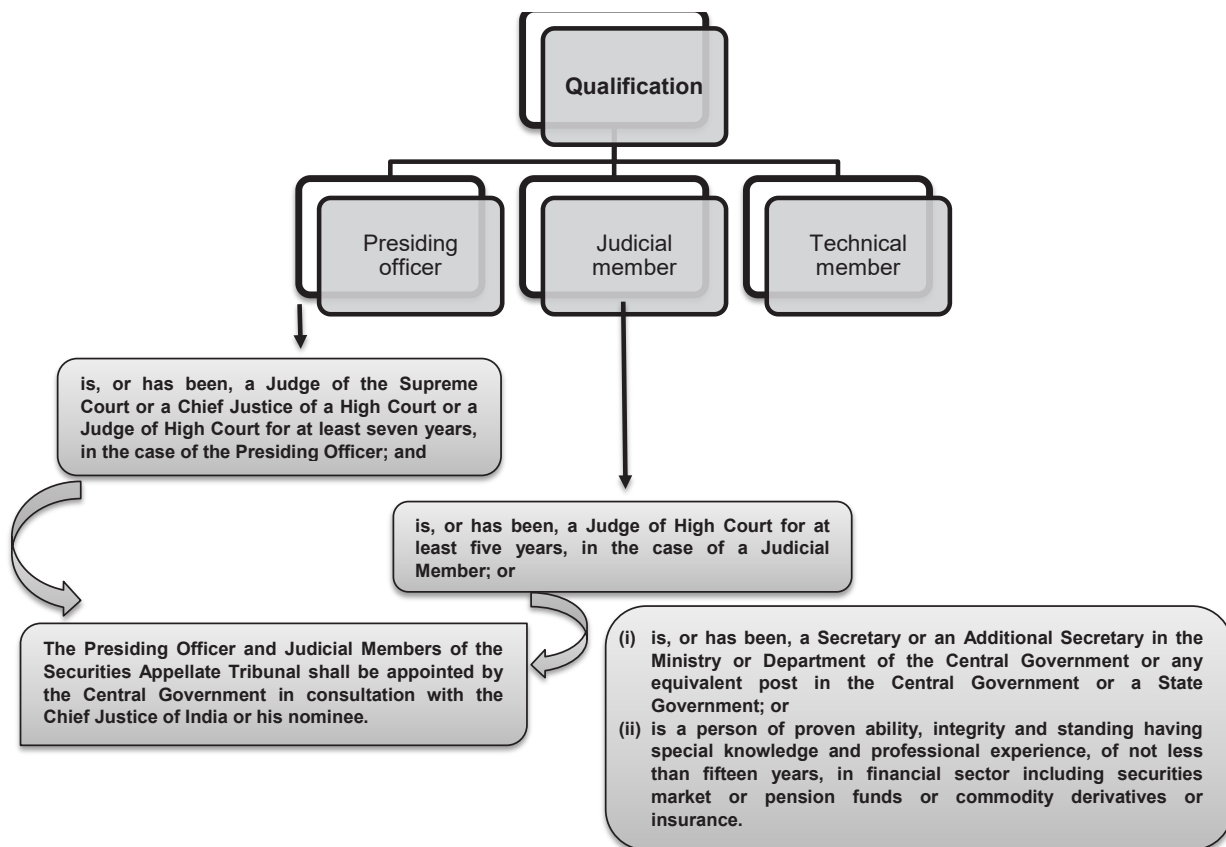 Qualification
Presiding
officer
Judicial
member
Technical
member
is, or has been, a Judge of the Supreme
Court or a Chief Justice of a High Court or a
Judge of High Court for at least seven years,
in the case of the Presiding Officer; and
is, or has been, a Judge of High Court for at
least five years, in the case of a Judicial
Member; or
The Presiding Officer and Judicial Members of the
Securities Appellate Tribunal shall be appointed by
the Central Government in consultation with the
Chief Justice of India or his nominee.
(i) is, or has been, a Secretary or an Additional Secretary in the
Ministry or Department of the Central Government or any
equivalent post in the Central Government or a State
Government; or
(ii) is a person of proven ability, integrity and standing having
special knowledge and professional experience, of not less
than fifteen years, in financial sector including securities
market or pension funds or commodity derivatives or
insurance.